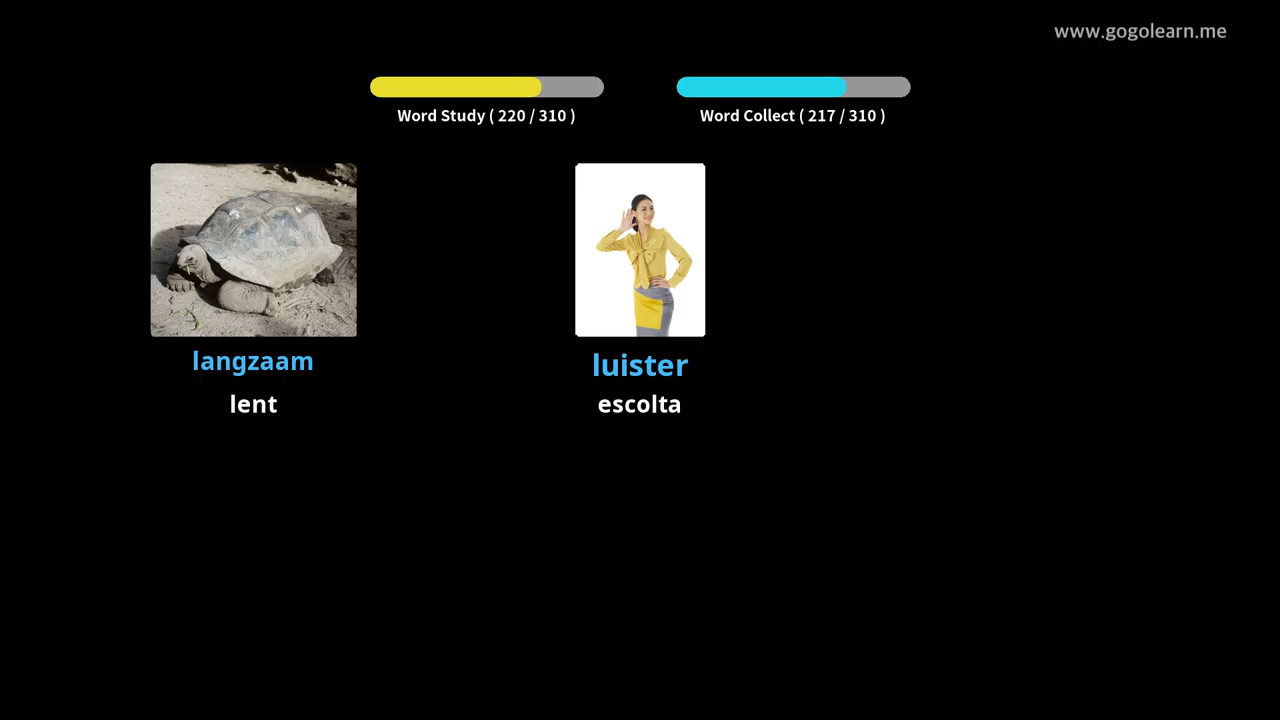 www.gogolearn.me
Word Study ( 220 / 310 )
Word Collect ( 217 / 310 )
langzaam
lent
luister
escolta